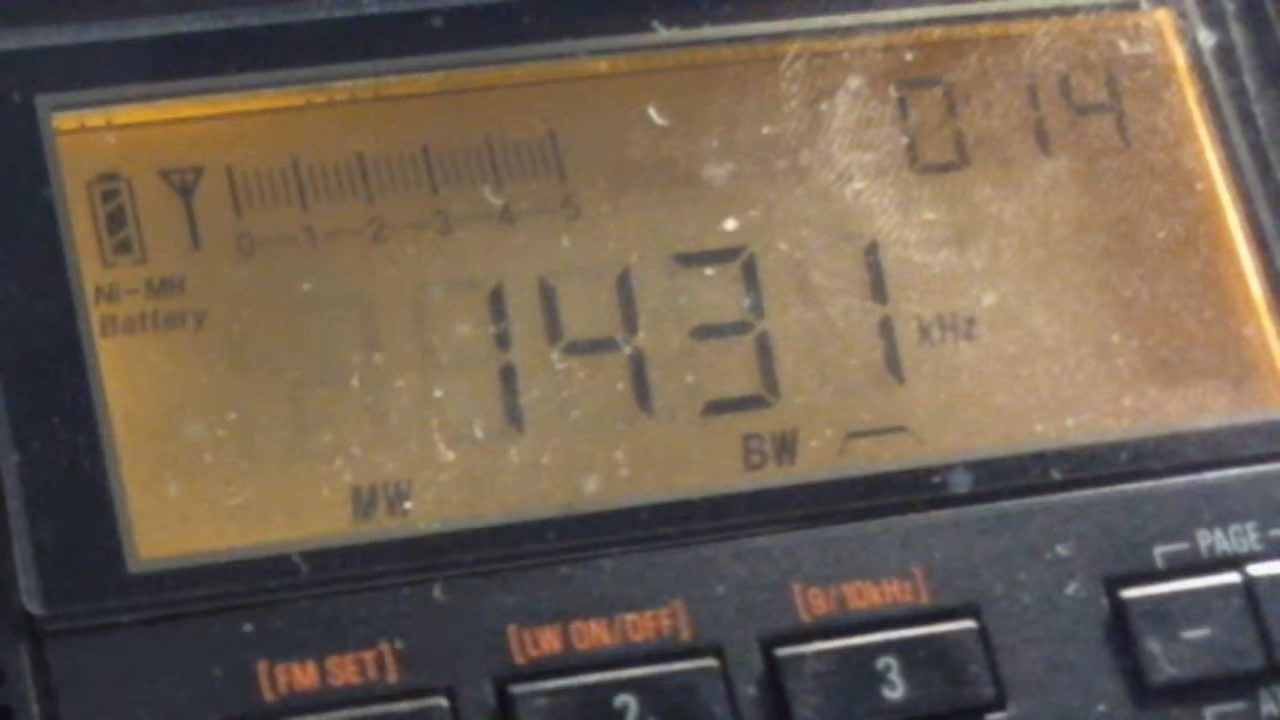 014
0-1-2-3-4-5
Ni-MH
Battery
1431 kHz
MW
BW
PAGE
[FM SET]
[LW ON/OFF]
[9/10kHz]
2
3
-